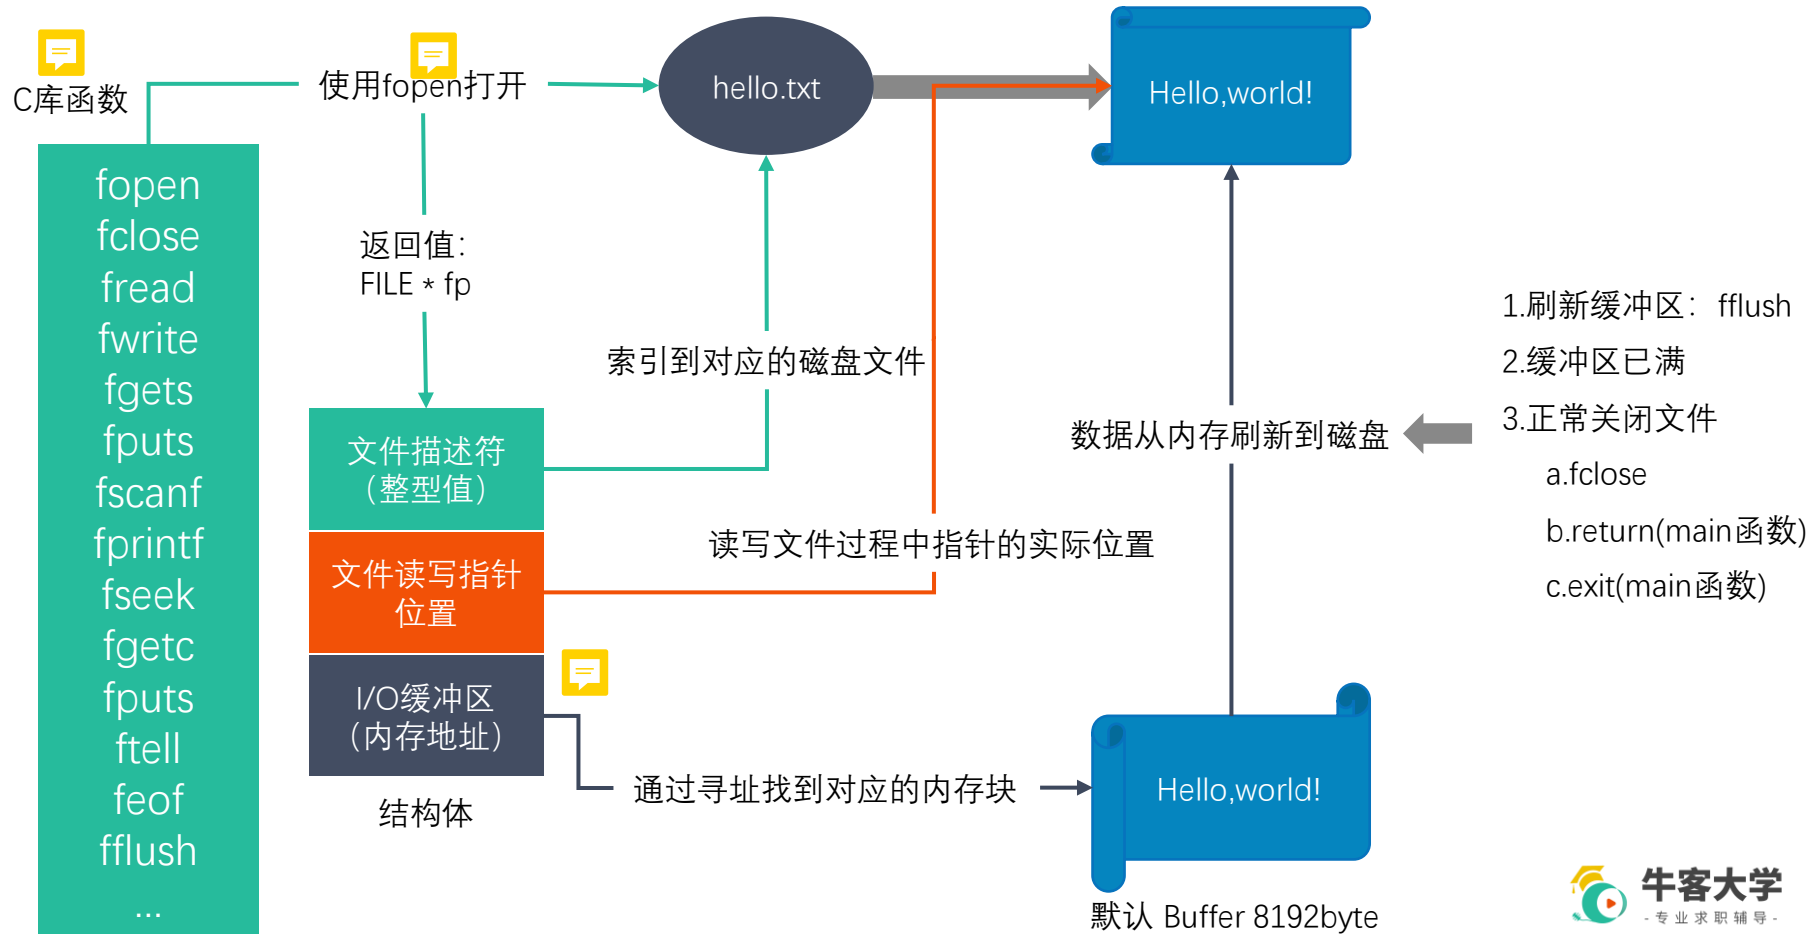 C库函数
fopen
fclose
fread
fwrite
fgets
fputs
fscanf
fprintf
fseek
fgetc
fputs
ftell
feof
fflush
...
使用fopen打开
返回值：
FILE * fp
文件描述符
（整型值）
文件读写指针
位置
I/O缓冲区
（内存地址）
结构体
hello.txt
索引到对应的磁盘文件
读写文件过程中指针的实际位置
通过寻址找到对应的内存块
Hello,world!
数据从内存刷新到磁盘
Hello,world!
默认 Buffer 8192byte
1.刷新缓冲区：fflush
2.缓冲区已满
3.正常关闭文件
a.fclose
b.return(main函数)
c.exit(main函数)
牛客大学
-专业求职辅导-